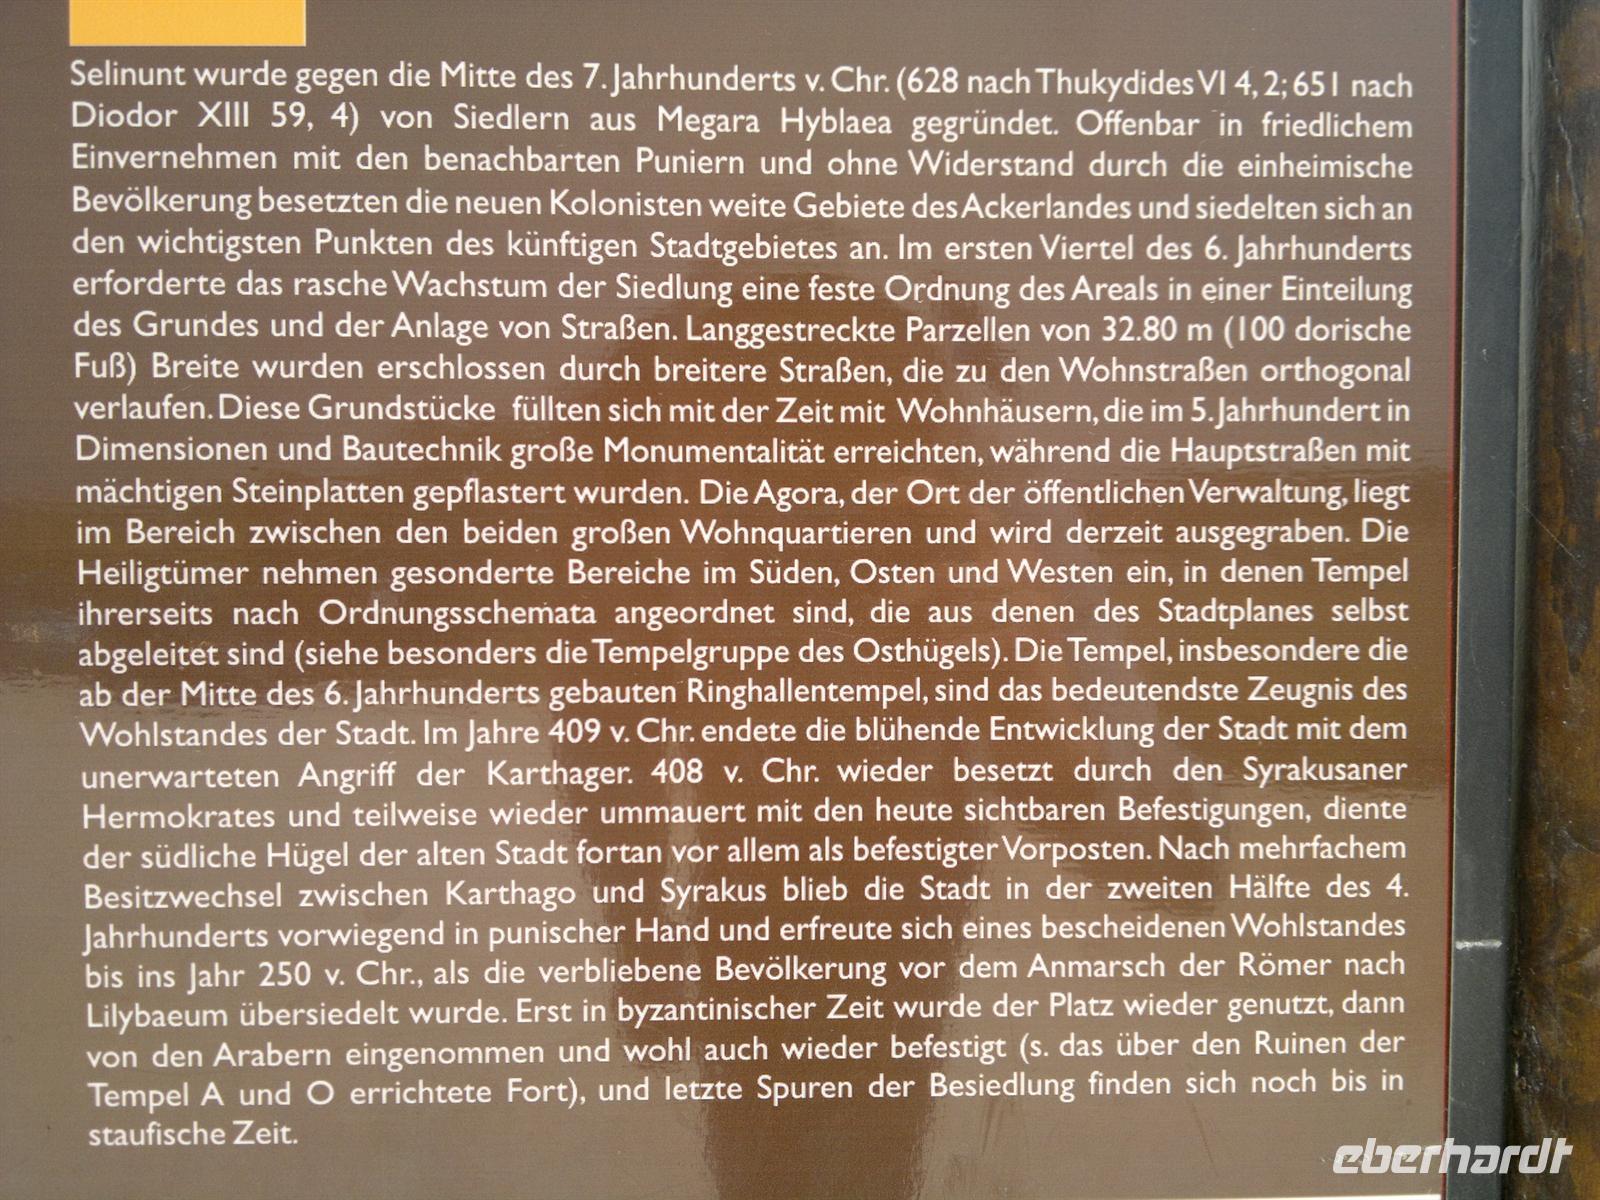 Selinunt wurde gegen die Mitte des 7. Jahrhunderts v. Chr. (628 nach Thukydides VI 4, 2; 651 nach
Diodor XIII 59, 4) von Siedlern aus Megara Hyblaea gegründet. Offenbar in friedlichem
Einvernehmen mit den benachbarten Puniern und ohne Widerstand durch die einheimische
Bevölkerung besetzten die neuen Kolonisten weite Gebiete des Ackerlandes und siedelten sich an
den wichtigsten Punkten des künftigen Stadtgebietes an. Im ersten Viertel des 6. Jahrhunderts
erforderte das rasche Wachstum der Siedlung eine feste Ordnung des Areals in einer Einteilung
des Grundes und der Anlage von Straßen. Langgestreckte Parzellen von 32.80 m (100 dorische
Fuß) Breite wurden erschlossen durch breitere Straßen, die zu den Wohnstraßen orthogonal
verlaufen. Diese Grundstücke füllten sich mit der Zeit mit Wohnhäusern, die im 5. Jahrhundert in
Dimensionen und Bautechnik große Monumentalität erreichten, während die Hauptstraßen mit
mächtigen Steinplatten gepflastert wurden. Die Agora, der Ort der öffentlichen Verwaltung, liegt
im Bereich zwischen den beiden großen Wohnquartieren und wird derzeit ausgegraben. Die
Heiligtümer nehmen gesonderte Bereiche im Süden, Osten und Westen ein, in denen Tempel
ihrerseits nach Ordnungsschemata angeordnet sind, die aus denen des Stadtplanes selbst
abgeleitet sind (siehe besonders die Tempelgruppe des Osthügels). Die Tempel, insbesondere die
ab der Mitte des 6. Jahrhunderts gebauten Ringhallentempel, sind das bedeutendste Zeugnis des
Wohlstandes der Stadt. Im Jahre 409 v. Chr. endete die blühende Entwicklung der Stadt mit dem
unerwarteten Angriff der Karthager. 408 v. Chr. wieder besetzt durch den Syrakusaner
Hermokrates und teilweise wieder ummauert mit den heute sichtbaren Befestigungen, diente
der südliche Hügel der alten Stadt fortan vor allem als befestigter Vorposten. Nach mehrfachem
Besitzwechsel zwischen Karthago und Syrakus blieb die Stadt in der zweiten Hälfte des 4.
Jahrhunderts vorwiegend in punischer Hand und erfreute sich eines bescheidenen Wohlstandes
bis ins Jahr 250 v. Chr., als die verbliebene Bevölkerung vor dem Anmarsch der Römer nach
Lilybaeum übersiedelt wurde. Erst in byzantinischer Zeit wurde der Platz wieder genutzt, dann
von den Arabern eingenommen und wohl auch wieder befestigt (s. das über den Ruinen der
Tempel A und O errichtete Fort), und letzte Spuren der Besiedlung finden sich noch bis in
staufische Zeit.
eberhardt